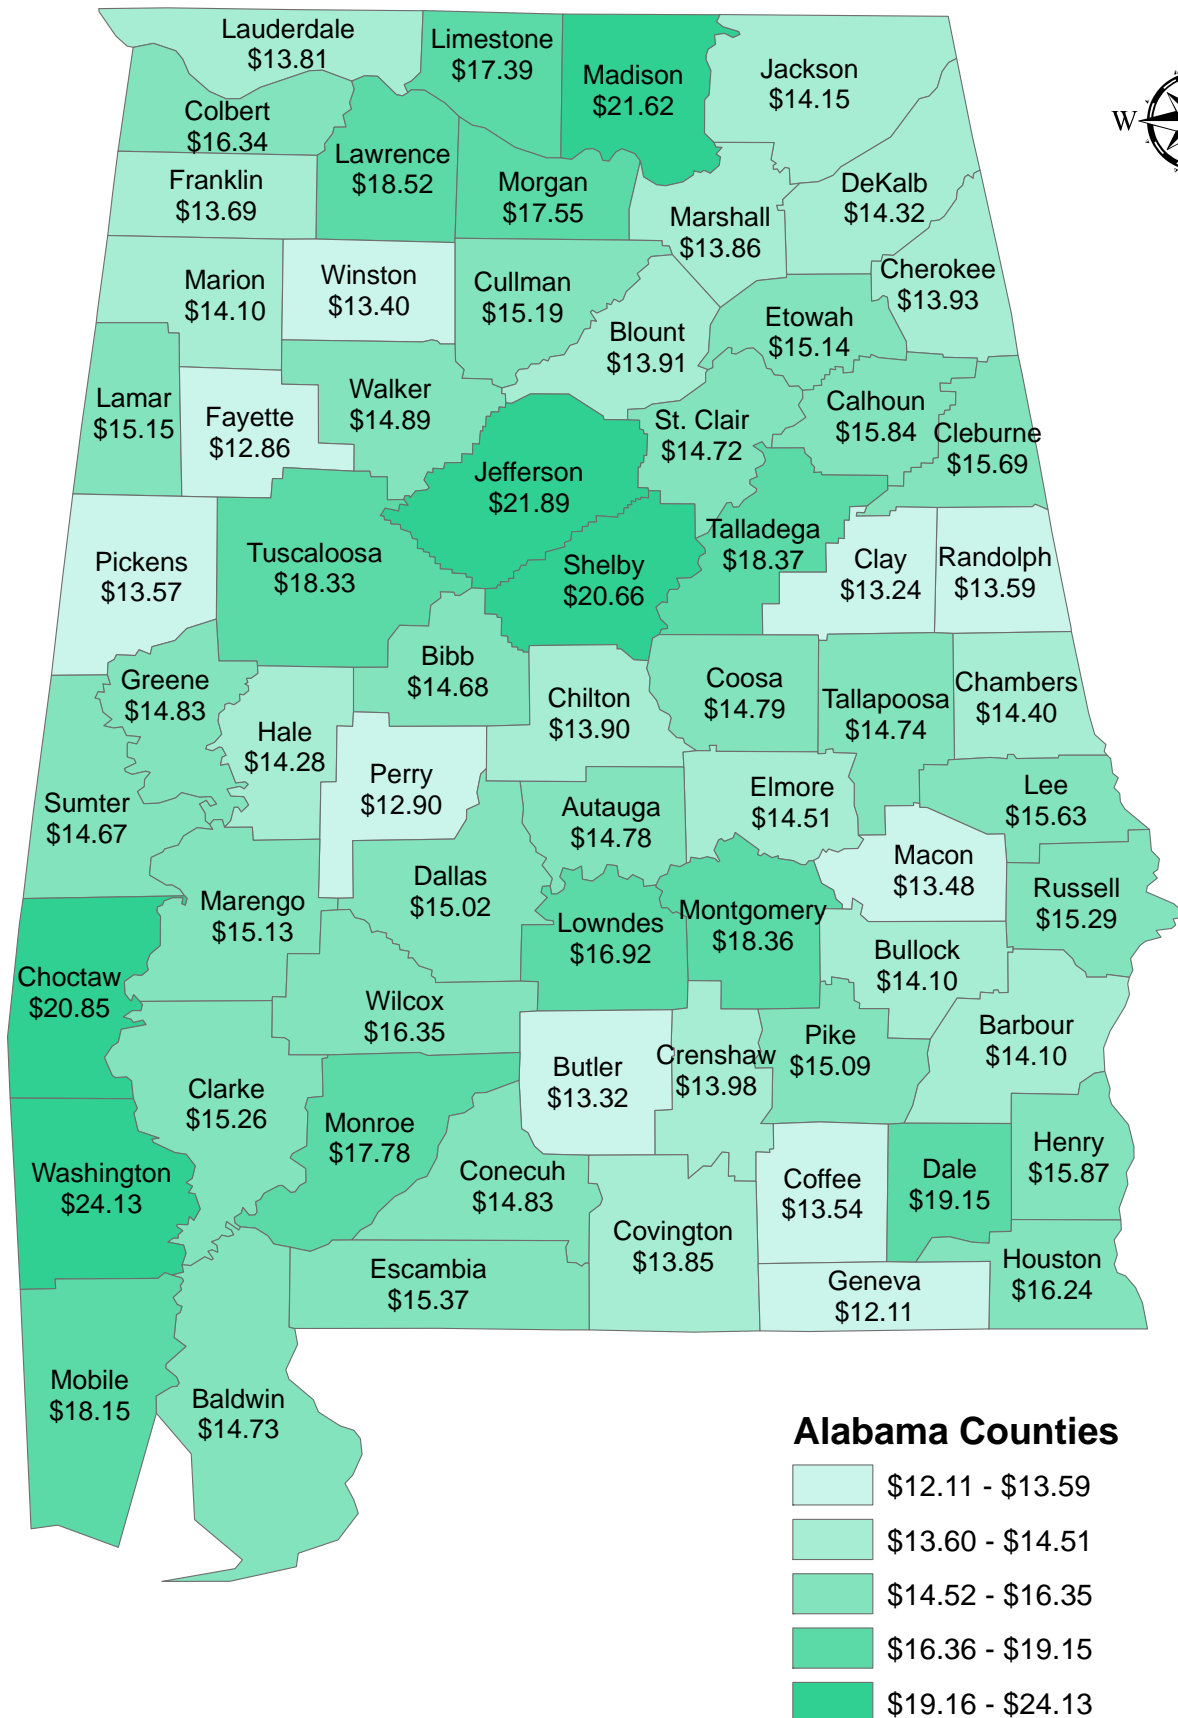 Lauderdale
$13.81
Limestone
$17.39
Madison
$21.62
Jackson
$14.15
W
Colbert
$16.34
Lawrence
$18.52
Morgan
$17.55
Franklin
$13.69
DeKalb
$14.32
Marshall
$13.86
Marion
$14.10
Winston
$13.40
Cullman
$15.19
Cherokee
$13.93
Blount
$13.91
Etowah
$15.14
Lamar
$15.15
Fayette
$12.86
Walker
$14.89
St. Clair
$14.72
Calhoun
$15.84
Cleburne
$15.69
Jefferson
$21.89
Pickens
$13.57
Tuscaloosa
$18.33
Shelby
$20.66
Talladega
$18.37
Clay
$13.24
Randolph
$13.59
Greene
$14.83
Bibb
$14.68
Hale
$14.28
Chilton
$13.90
Coosa
$14.79
Tallapoosa
$14.74
Chambers
$14.40
Sumter
$14.67
Perry
$12.90
Autauga
$14.78
Elmore
$14.51
Lee
$15.63
Macon
$13.48
Marengo
$15.13
Dallas
$15.02
Lowndes
$16.92
Montgomery
$18.36
Russell
$15.29
Choctaw
$20.85
Wilcox
$16.35
Bullock
$14.10
Barbour
$14.10
Clarke
$15.26
Monroe
$17.78
Butler
$13.32
Crenshaw
$13.98
Pike
$15.09
Washington
$24.13
Conecuh
$14.83
Coffee
$13.54
Dale
$19.15
Henry
$15.87
Covington
$13.85
Escambia
$15.37
Geneva
$12.11
Houston
$16.24
Mobile
$18.15
Baldwin
$14.73
Alabama Counties
$12.11 - $13.59
$13.60 - $14.51
$14.52 - $16.35
$16.36 - $19.15
$19.16 - $24.13